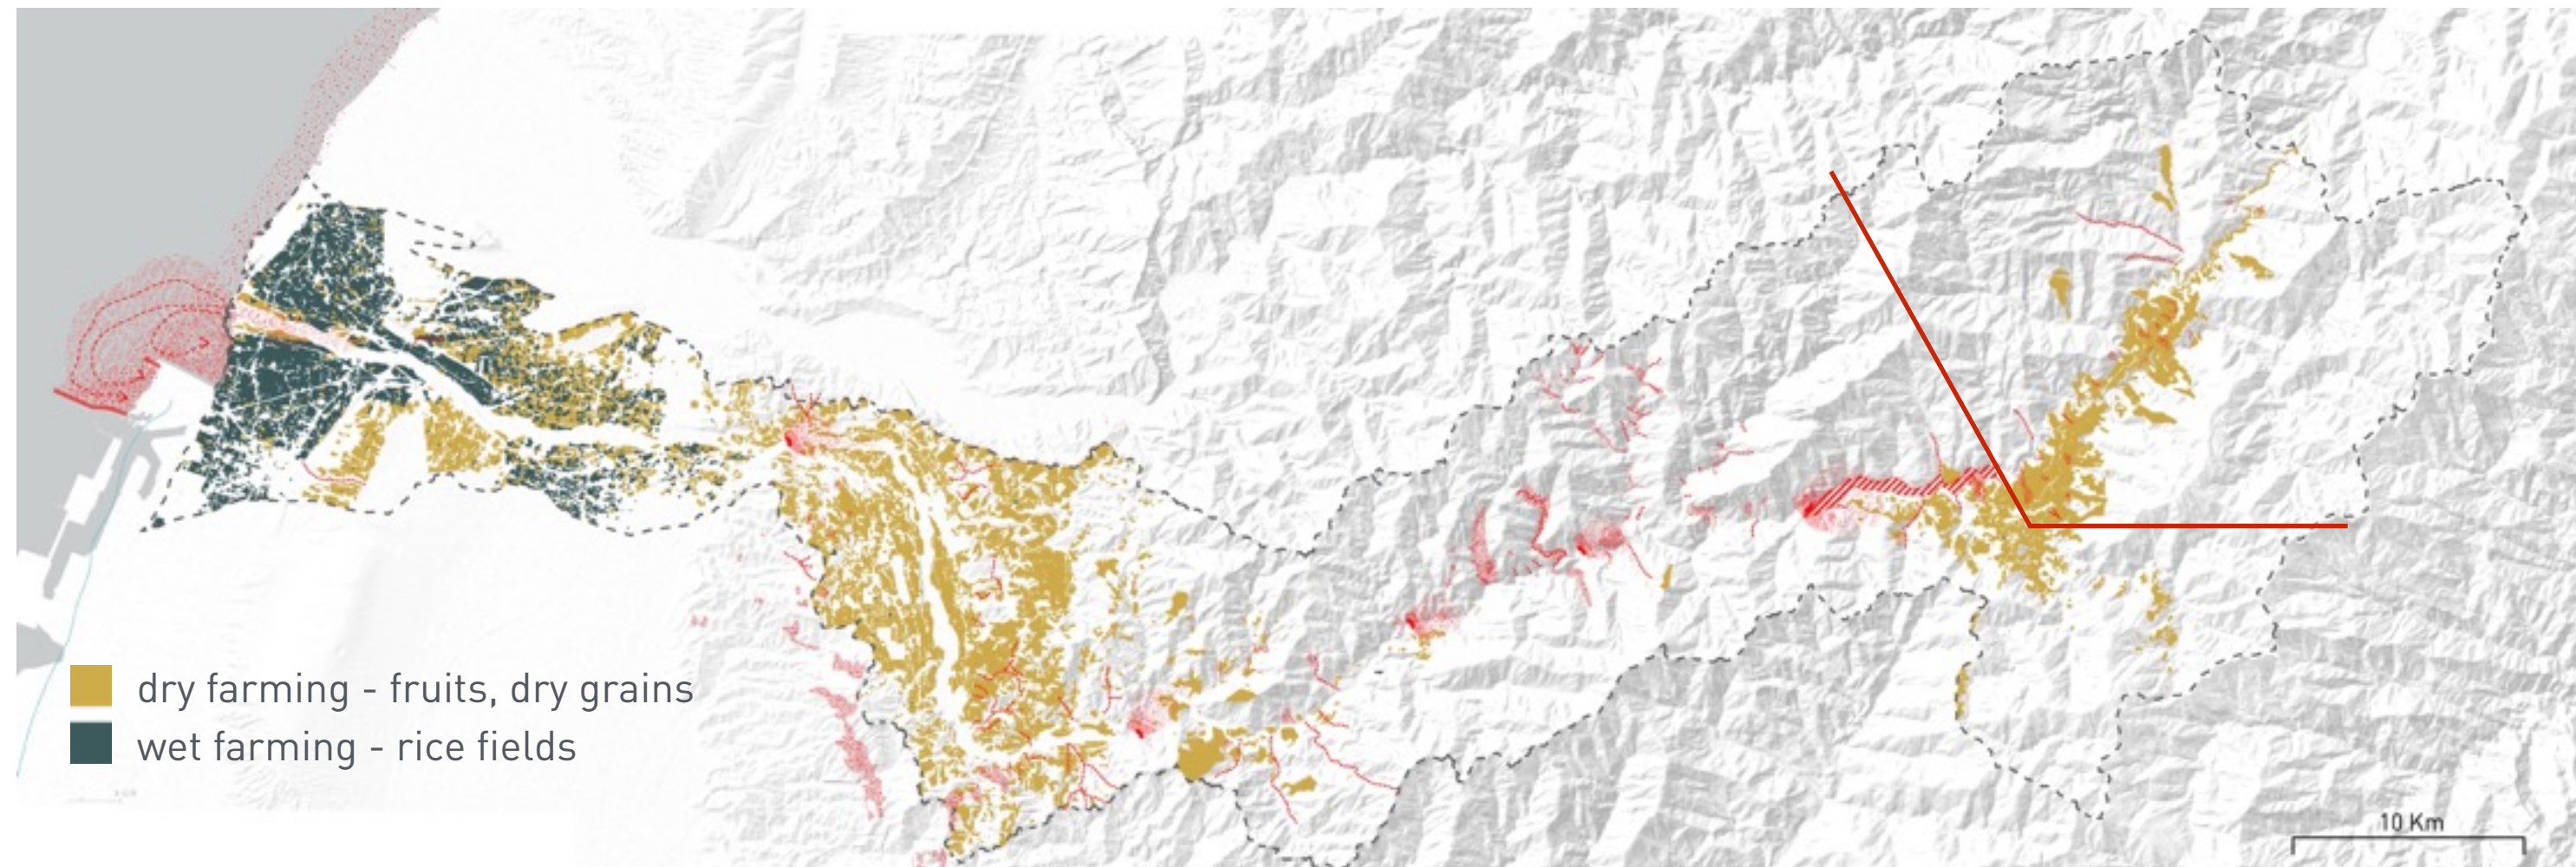 dry farming - fruits, dry grains
wet farming - rice fields
10 Km